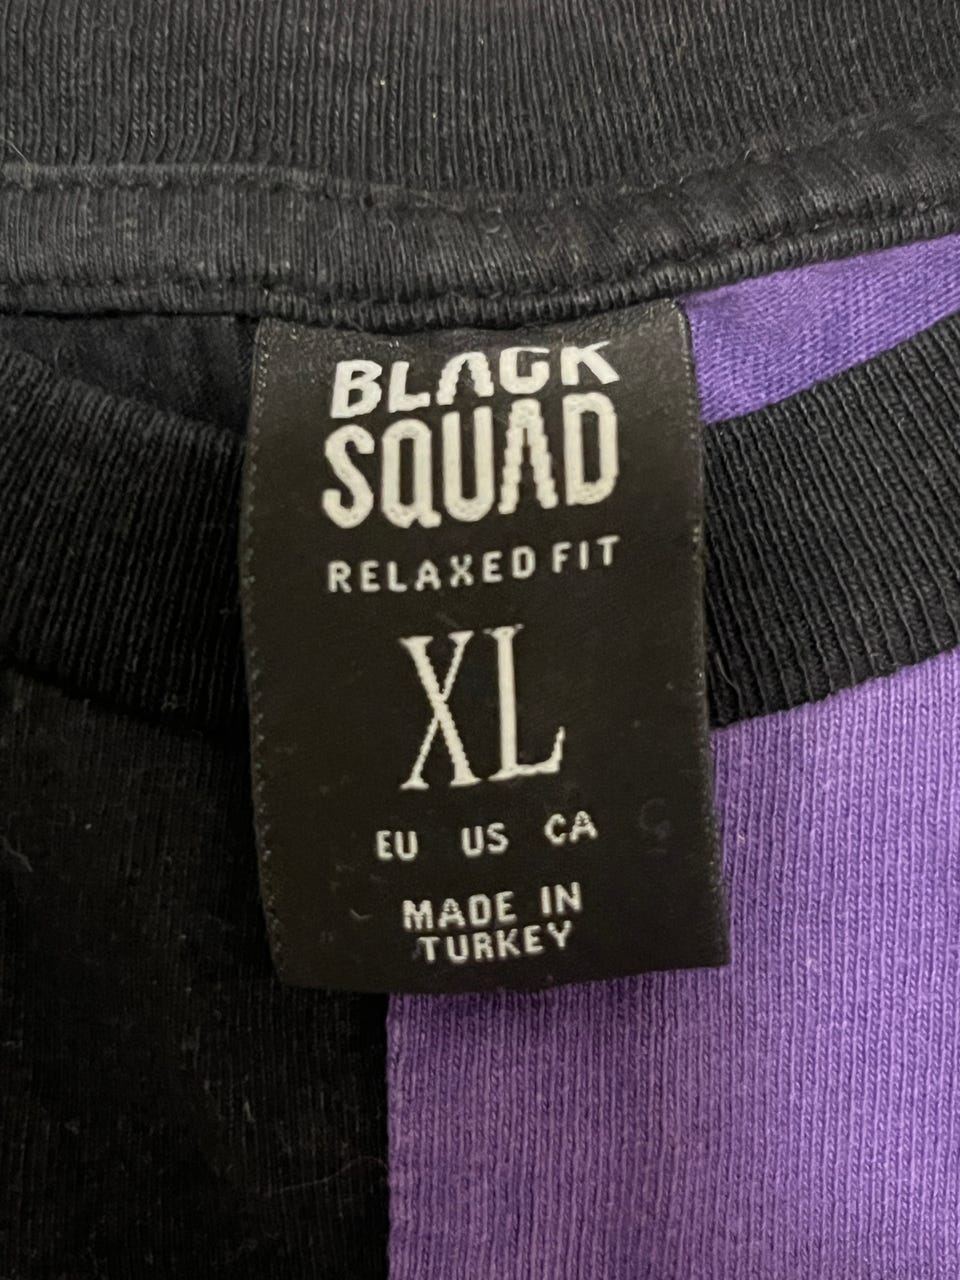 BLACK
SQUAD
RELAXED FIT
XL
EU US CA
MADE IN
TURKEY